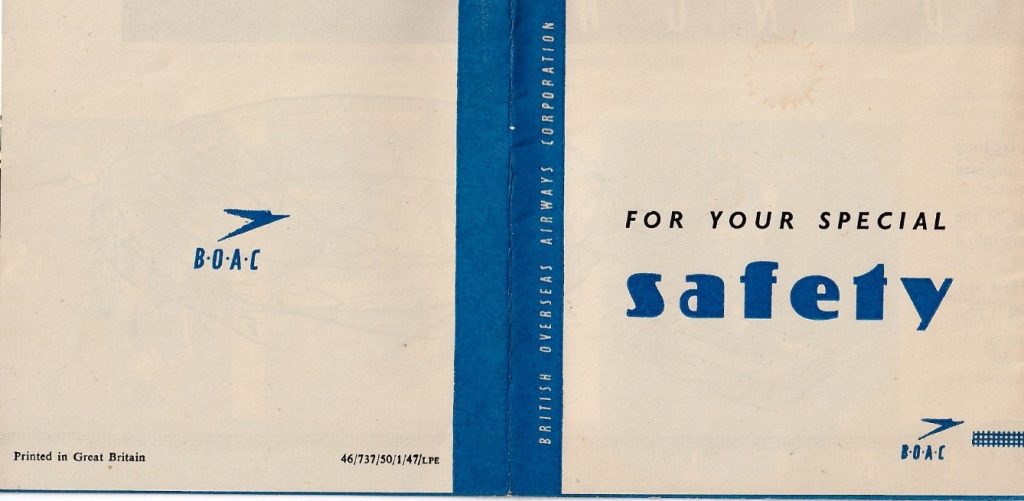 B·O·A·C
Printed in Great Britain
46/737/50/1/47/LPE
BRITISH OVERSEAS AIRWAYS CORPORATION
FOR YOUR SPECIAL
safety
B·O·A·C